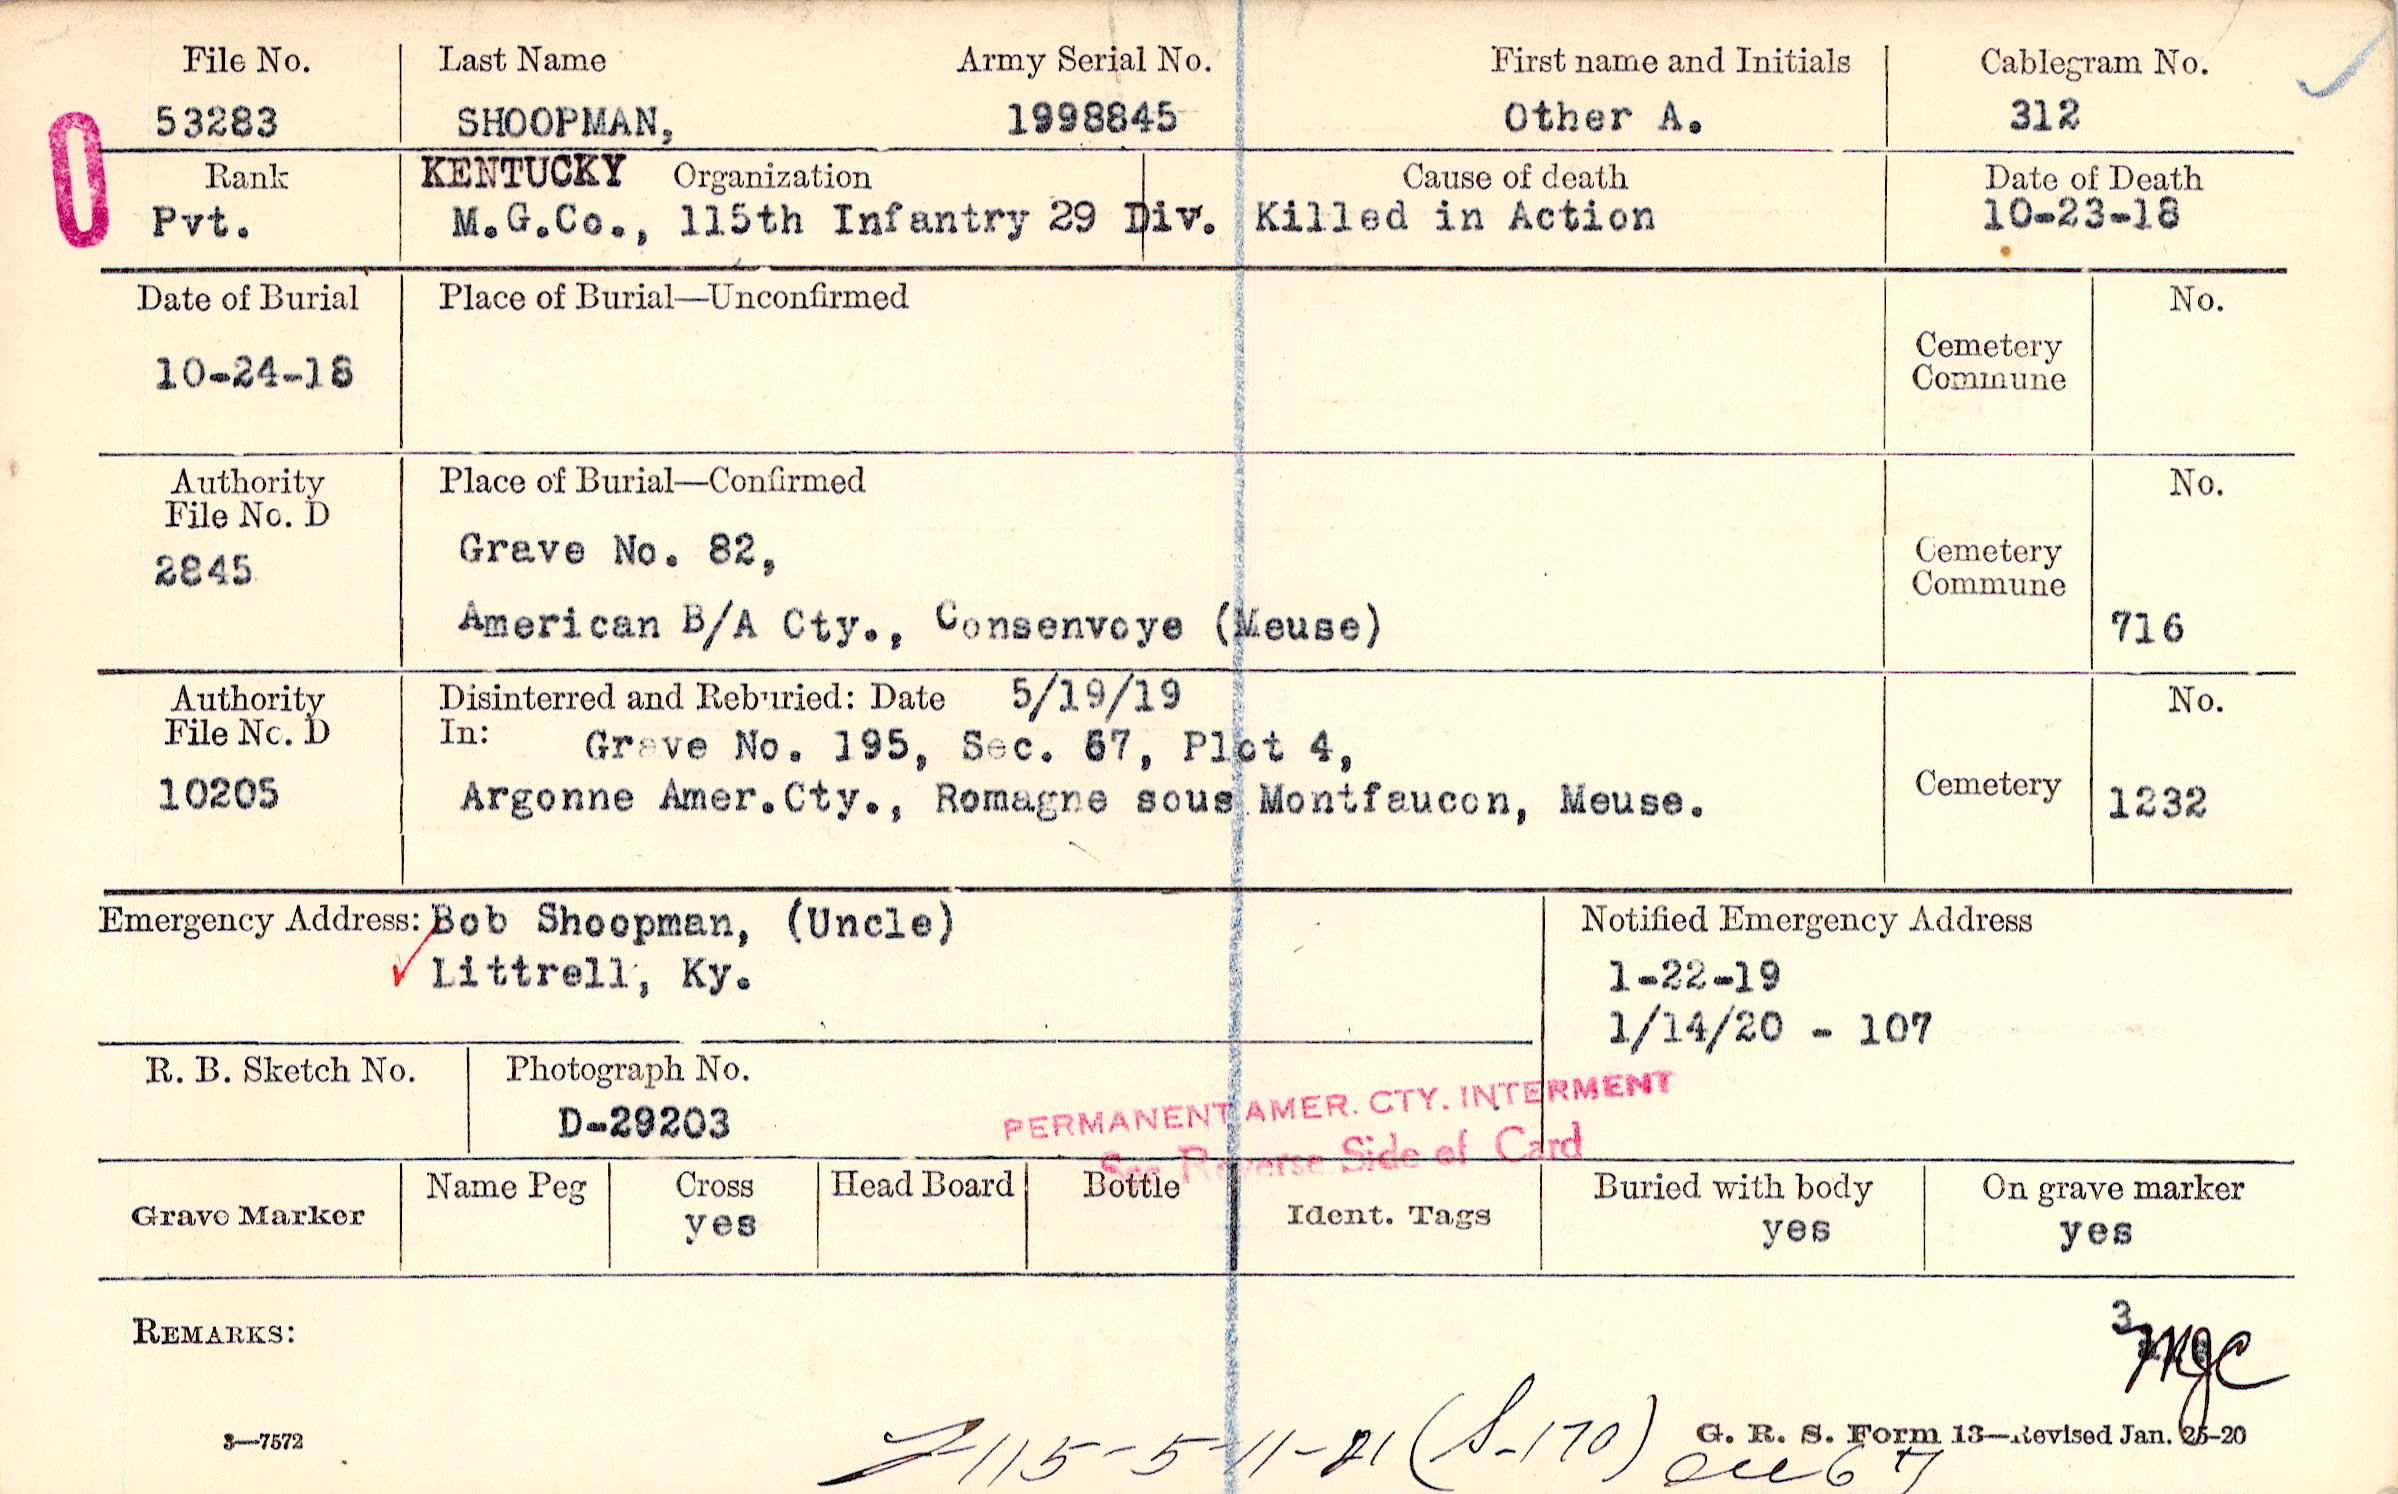 File No. Last Name Army Serial No. First name and Initials Cablegram No.
53283 SHOOPMAN, 1998845 Other A. 312
Rank KENTUCKY Organization Cause of death Date of Death
Pvt. M.G.Co., 115th Infantry 29 Div. Killed in Action 10-23-18
Date of Burial Place of Burial—Unconfirmed No.
10-24-18 Cemetery
Commune
Authority Place of Burial—Confirmed No.
File No. D
2845 Grave No. 82, Cemetery
Commune
American B/A Cty., Consenvoye (Meuse) 716
Authority Disinterred and Reburied: Date 5/19/19 No.
File No. D In: Grave No. 195, Sec. 67, Plot 4,
10205 Argonne Amer.Cty., Romagne sous Montfaucon, Meuse. Cemetery 1232
Emergency Address: Bob Shoopman, (Uncle) Notified Emergency Address
Littrell, Ky. 1-22-19
1/14/20 - 107
R. B. Sketch No. Photograph No.
D-29203
PERMANENT AMER. CTY. INTERMENT
See Reverse Side of Card
Grave Marker Name Peg Cross Head Board Bottle Ident. Tags Buried with body On grave marker
yes yes yes
REMARKS:
3
MJC
3—7572 G. R. S. Form 13—Revised Jan. 25-20
115-5-11-21 (S-170)